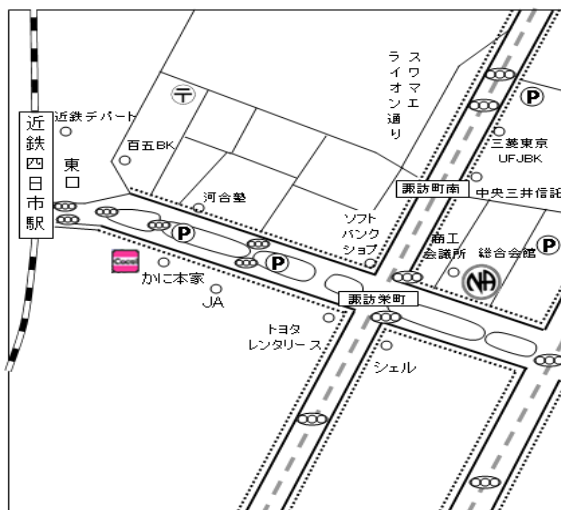 スワマエ
ライオン通り
〒
P
近鉄デパート
三菱東京
UFJBK
近鉄四日市駅
百五BK
東口
諏訪町南
中央三井信託
河合塾
ソフト
バンク
ショップ
商工
会議所
総合会館
P
P
P
Coco!
かに本家
JA
諏訪栄町
トヨタ
レンタリース
シェル